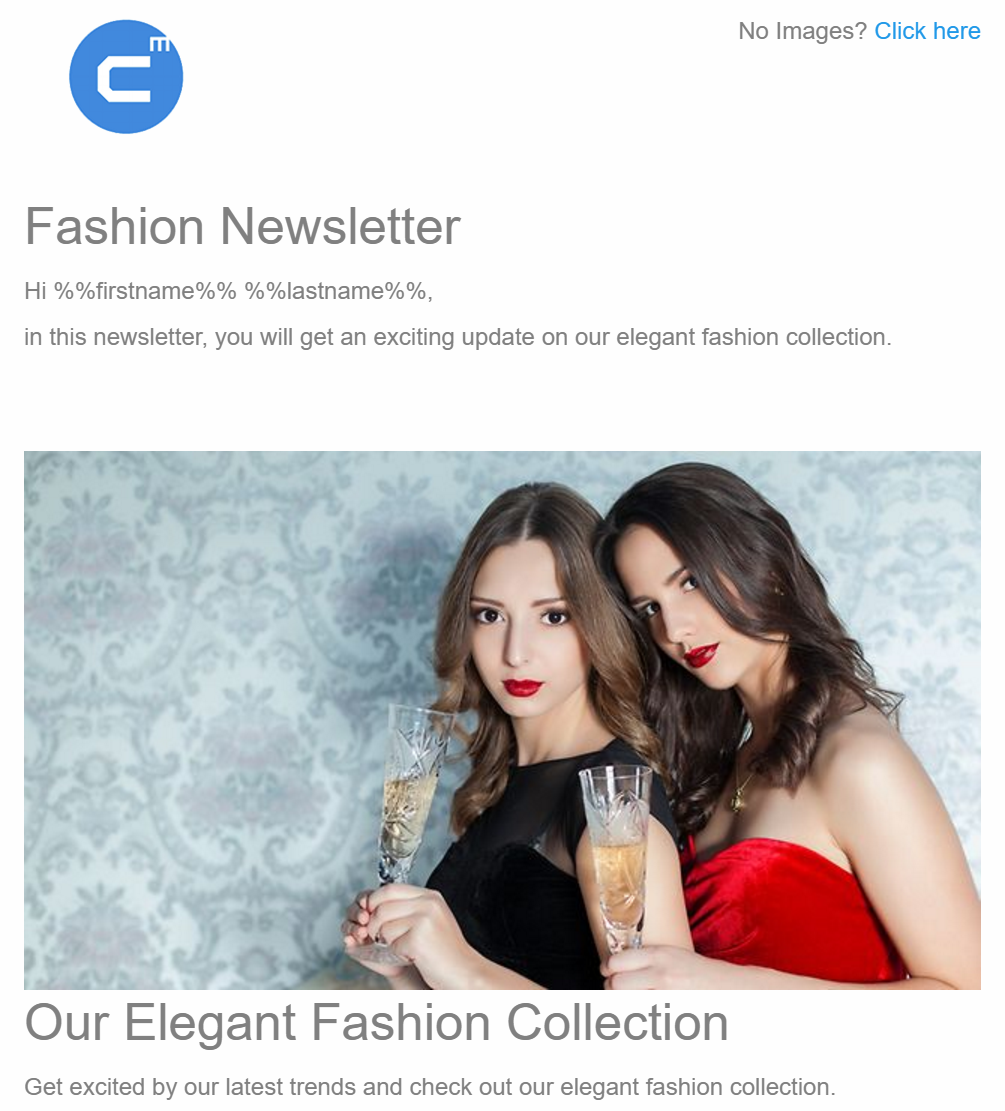 m
C
No Images? Click here
Fashion Newsletter
Hi %%firstname%% %%lastname%%,
in this newsletter, you will get an exciting update on our elegant fashion collection.
Our Elegant Fashion Collection
Get excited by our latest trends and check out our elegant fashion collection.